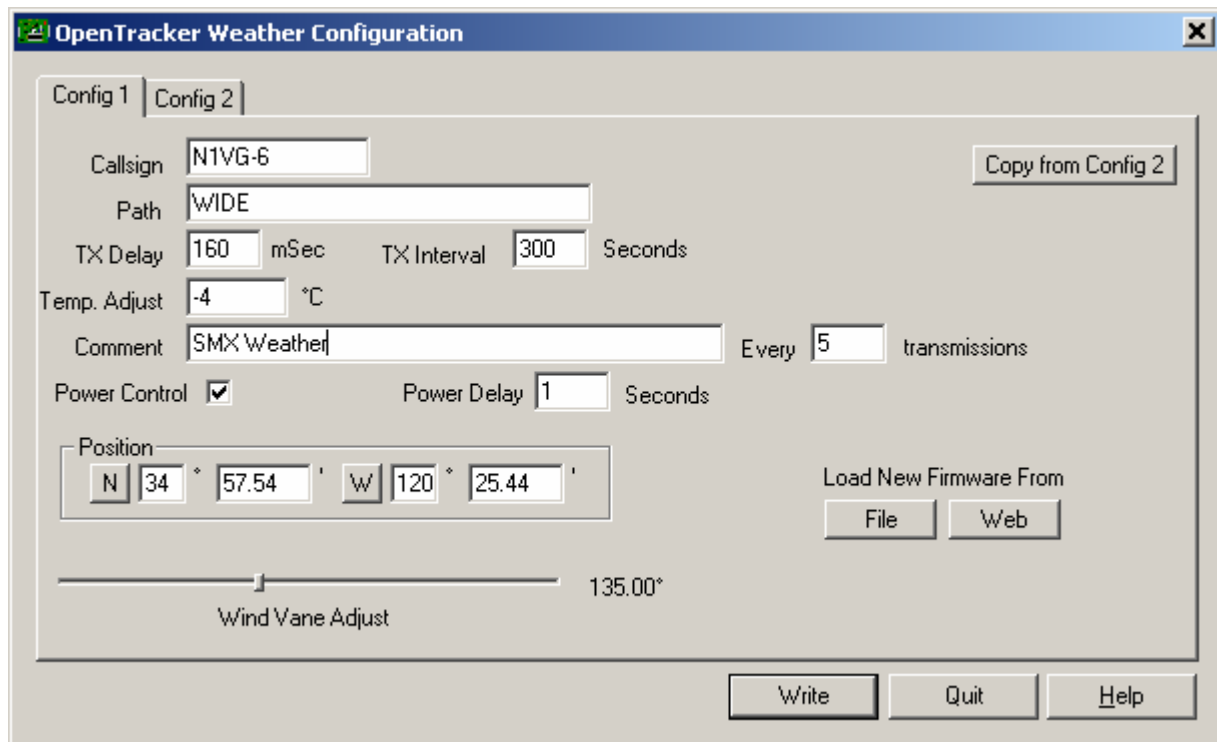 OpenTracker Weather Configuration
Config 1 Config 2
Callsign N1VG-6 Copy from Config 2
Path WIDE
TX Delay 160 mSec TX Interval 300 Seconds
Temp. Adjust -4 °C
Comment SMX Weather Every 5 transmissions
Power Control Power Delay 1 Seconds
Position
N 34 ° 57.54 ' W 120 ° 25.44 '
Load New Firmware From
File Web
135.00°
Wind Vane Adjust
Write Quit Help